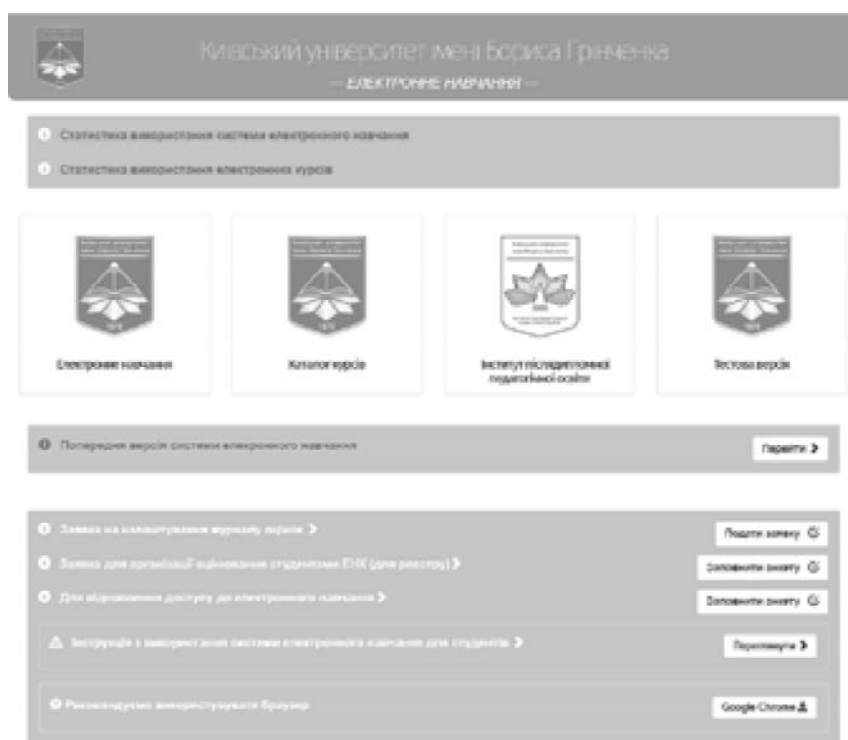 Київський університет імені Бориса Грінченка
— ЕЛЕКТРОННЕ НАВЧАННЯ —
Статистика використання системи електронного навчання
Статистика використання електронних курсів
1874
1874
1874
Електронне навчання
Каталог курсів
Інститут післядипломної
педагогічної освіти
Тестова версія
Попередня версія системи електронного навчання
Перейти
Заявка на налаштування журналу оцінок
Подати заявку
Заявка для організації оцінювання студентами ЕНК (для реєстру)
Заповнити анкету
Для відновлення доступу до електронного навчання
Заповнити анкету
Інструкція з використання системи електронного навчання для студентів
Переглянути
Рекомендуємо використовувати браузер
Google Chrome